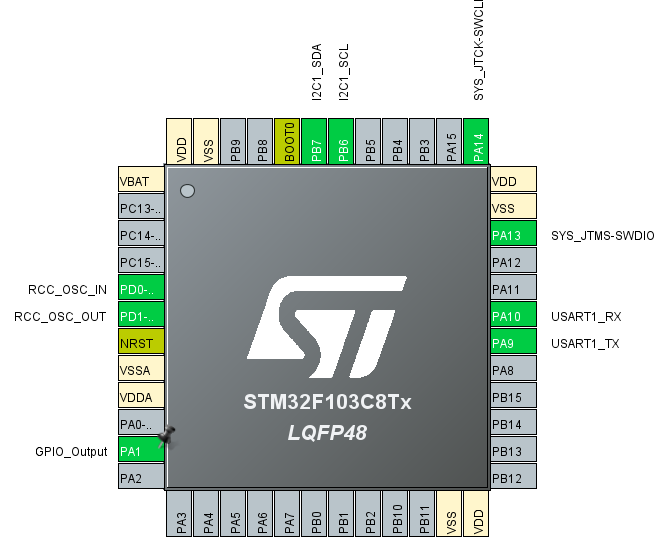 I2C1_SDA
I2C1_SCL
SYS_JTCK-SWCL
VDD
VSS
PB9
PB8
BOOT0
PB7
PB6
PB5
PB4
PB3
PA15
PA14
VBAT
PC13-..
PC14-..
PC15-..
RCC_OSC_IN PD0-..
RCC_OSC_OUT PD1-..
NRST
VSSA
VDDA
PA0-..
GPIO_Output PA1
PA2
VDD
VSS
PA13 SYS_JTMS-SWDIO
PA12
PA11
PA10 USART1_RX
PA9 USART1_TX
PA8
PB15
PB14
PB13
PB12
STM32F103C8Tx
LQFP48
PA3
PA4
PA5
PA6
PA7
PB0
PB1
PB2
PB10
PB11
VSS
VDD